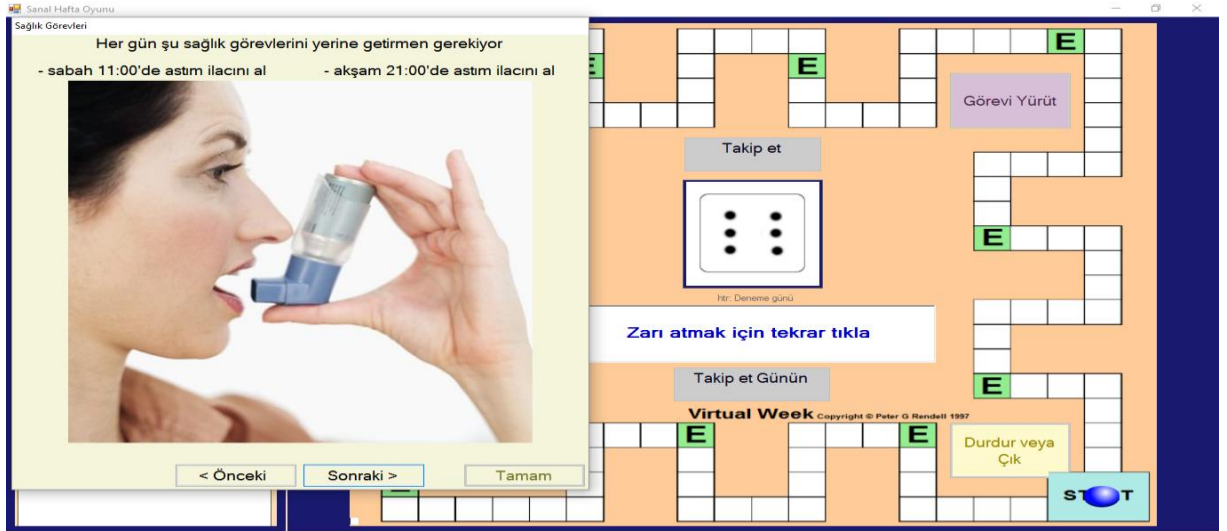 Sanal Hafta Oyunu
Sağlık Görevleri
Her gün şu sağlık görevlerini yerine getirmen gerekiyor
- sabah 11:00'de astım ilacını al - akşam 21:00'de astım ilacını al
< Önceki
Sonraki >
Tamam
E
E
E
Görevi Yürüt
Takip et
E
htr: Deneme günü
Zarı atmak için tekrar tıkla
Takip et Günün
E
Virtual Week Copyright © Peter G Rendell 1997
E
E
Durdur veya
Çık
E